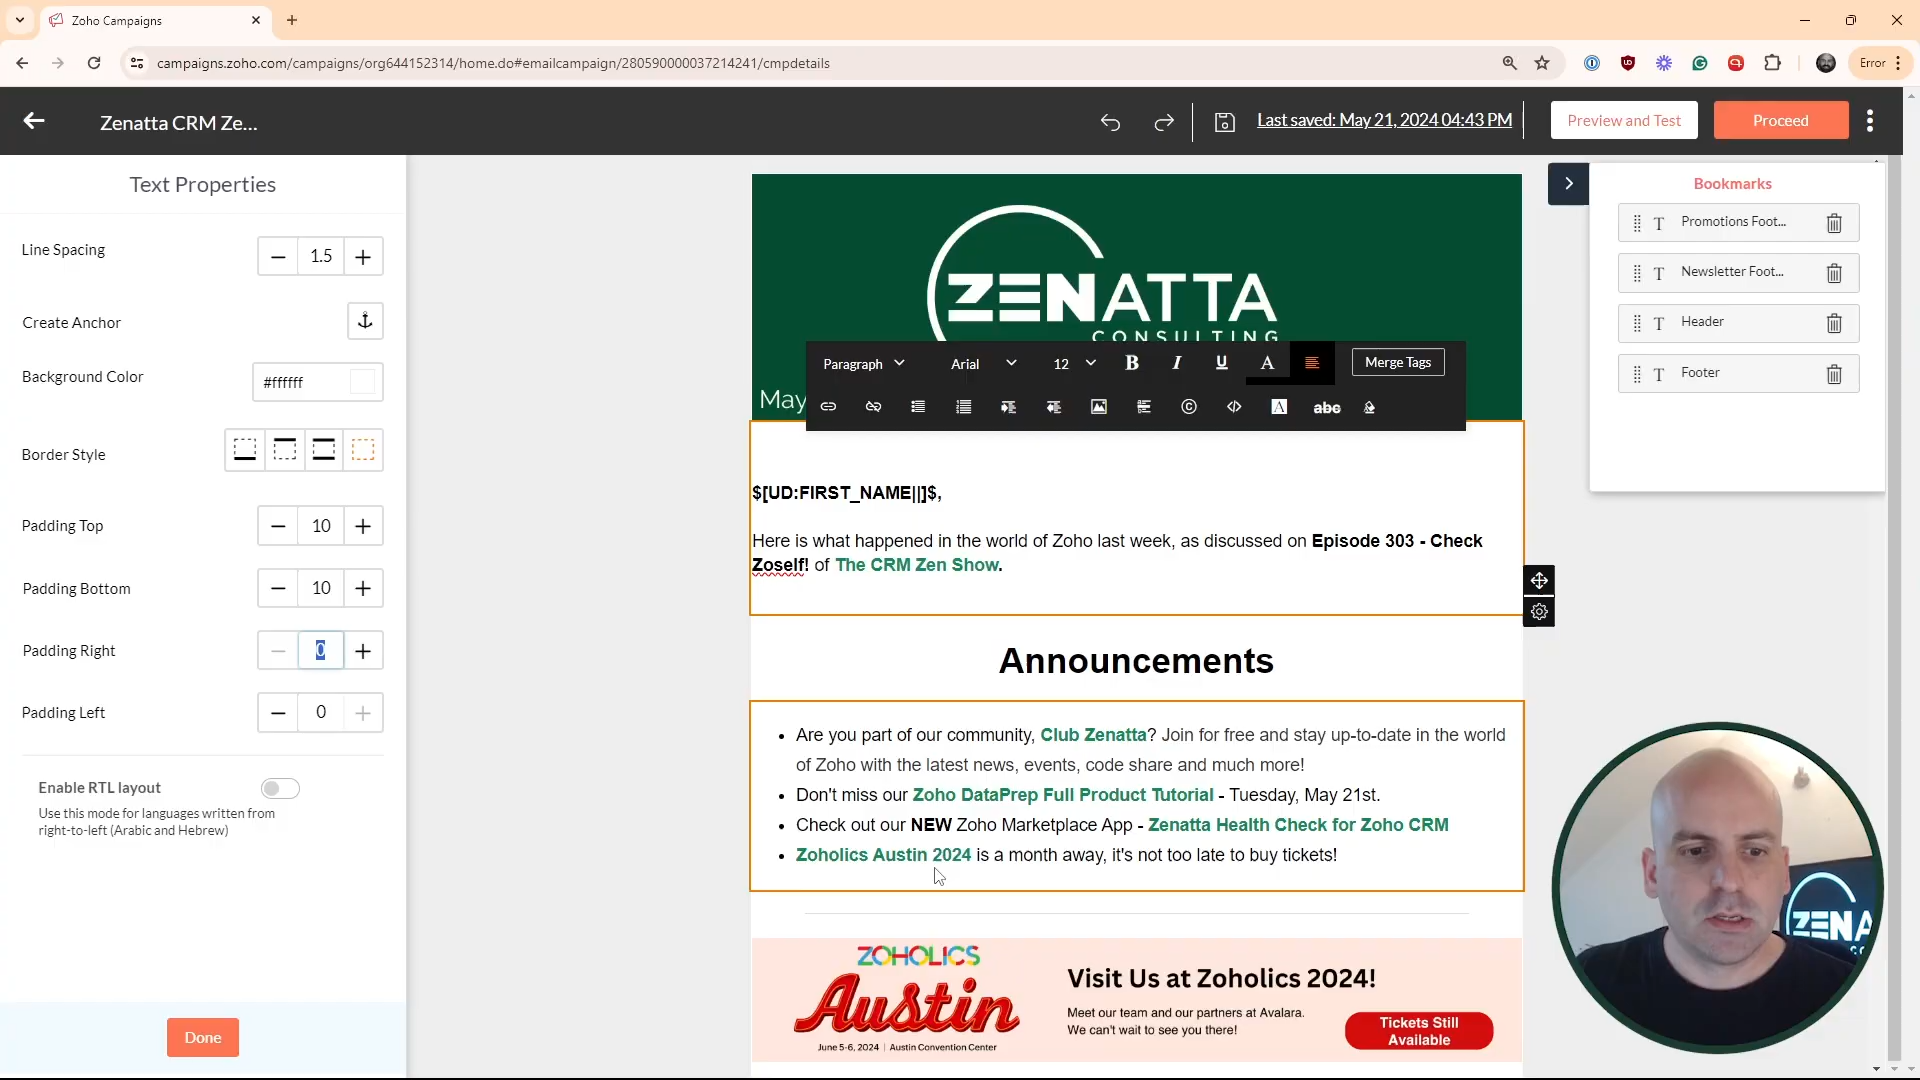 Zoho Campaigns
campaigns.zoho.com/campaigns/org644152314/home.do#emailcampaign/280590000037214241/cmpdetails
Error
Zenatta CRM Ze...
Last saved: May 21, 2024 04:43 PM
Preview and Test
Proceed
Text Properties
Line Spacing
1.5
Create Anchor
Background Color
#ffffff
Border Style
Padding Top
10
Padding Bottom
10
Padding Right
0
Padding Left
0
Enable RTL layout
Use this mode for languages written from
right-to-left (Arabic and Hebrew)
Done
ZENATTA
CONSULTING
May
Paragraph
Arial
12
B
I
U
A
Merge Tags
A
abc
$[UD:FIRST_NAME||]$,
Here is what happened in the world of Zoho last week, as discussed on Episode 303 - Check
Zoself! of The CRM Zen Show.
Announcements
• Are you part of our community, Club Zenatta? Join for free and stay up-to-date in the world
of Zoho with the latest news, events, code share and much more!
• Don't miss our Zoho DataPrep Full Product Tutorial - Tuesday, May 21st.
• Check out our NEW Zoho Marketplace App - Zenatta Health Check for Zoho CRM
• Zoholics Austin 2024 is a month away, it's not too late to buy tickets!
ZOHOLICS
Austin
June 5-6, 2024 | Austin Convention Center
Visit Us at Zoholics 2024!
Meet our team and our partners at Avalara.
We can't wait to see you there!
Tickets Still
Available
Bookmarks
T Promotions Foot...
T Newsletter Foot...
T Header
T Footer
ZENA